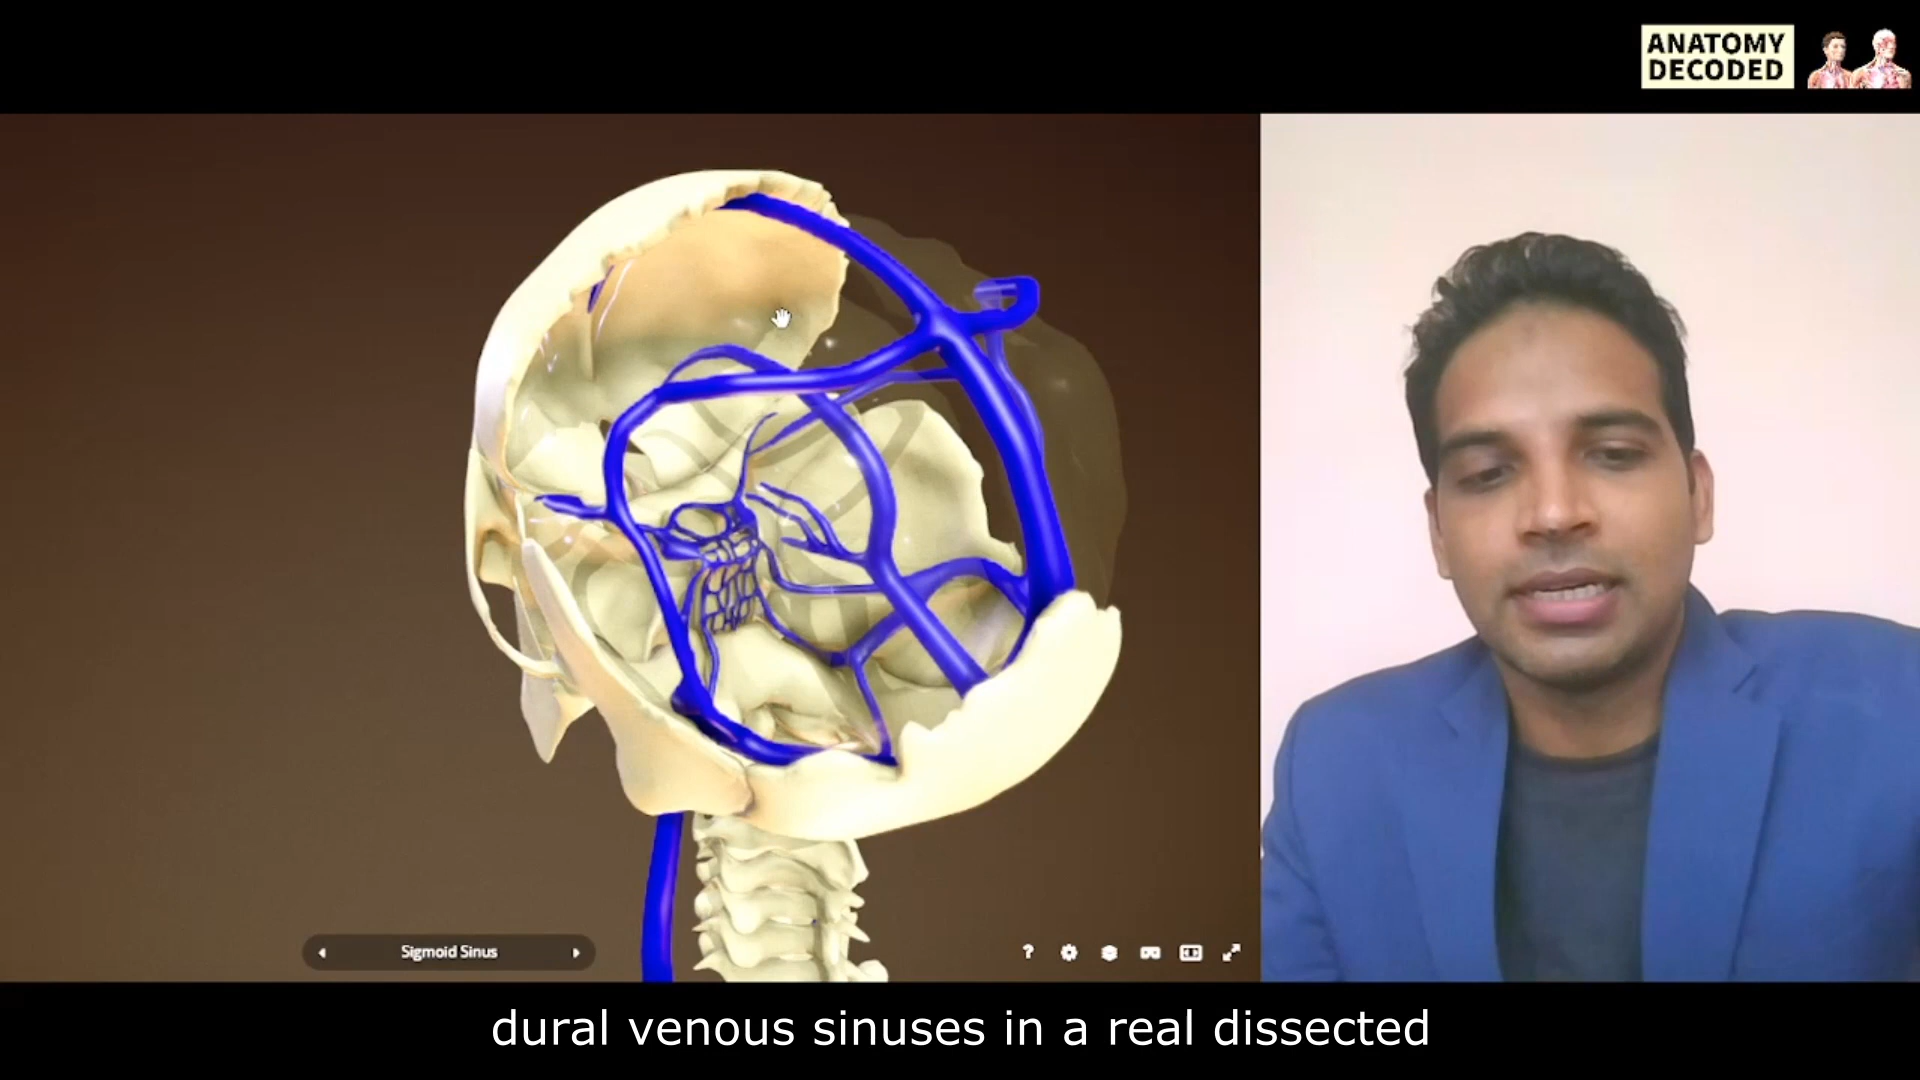 ANATOMY
DECODED
Sigmoid Sinus
?
dural venous sinuses in a real dissected